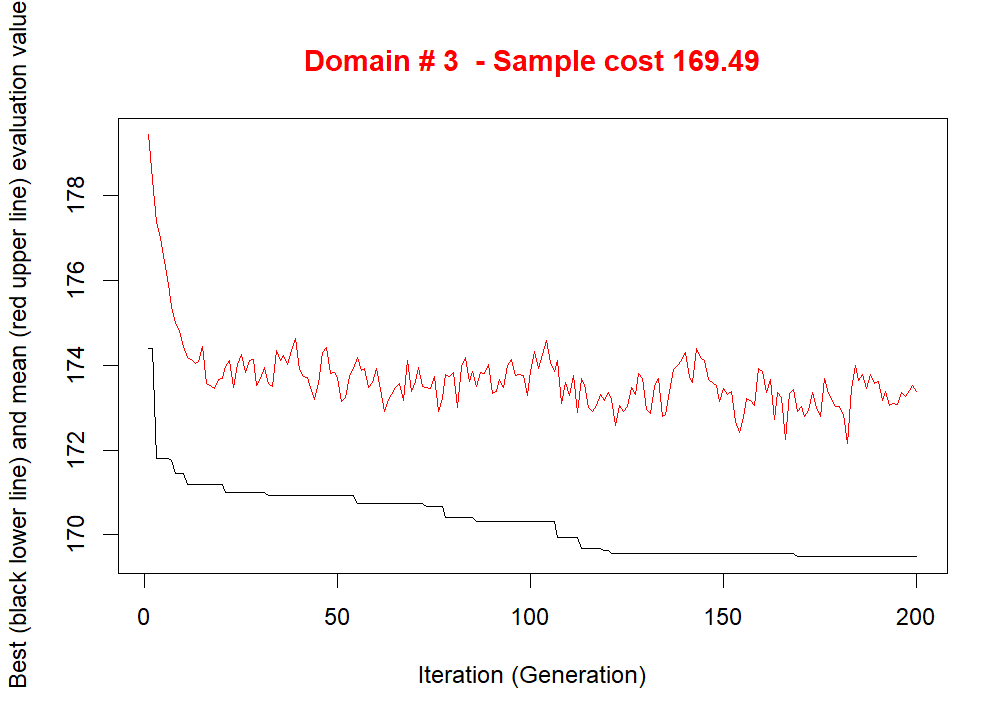 Domain # 3  - Sample cost 169.49
Best (black lower line) and mean (red upper line) evaluation value
178
176
174
172
170
0 50 100 150 200
Iteration (Generation)